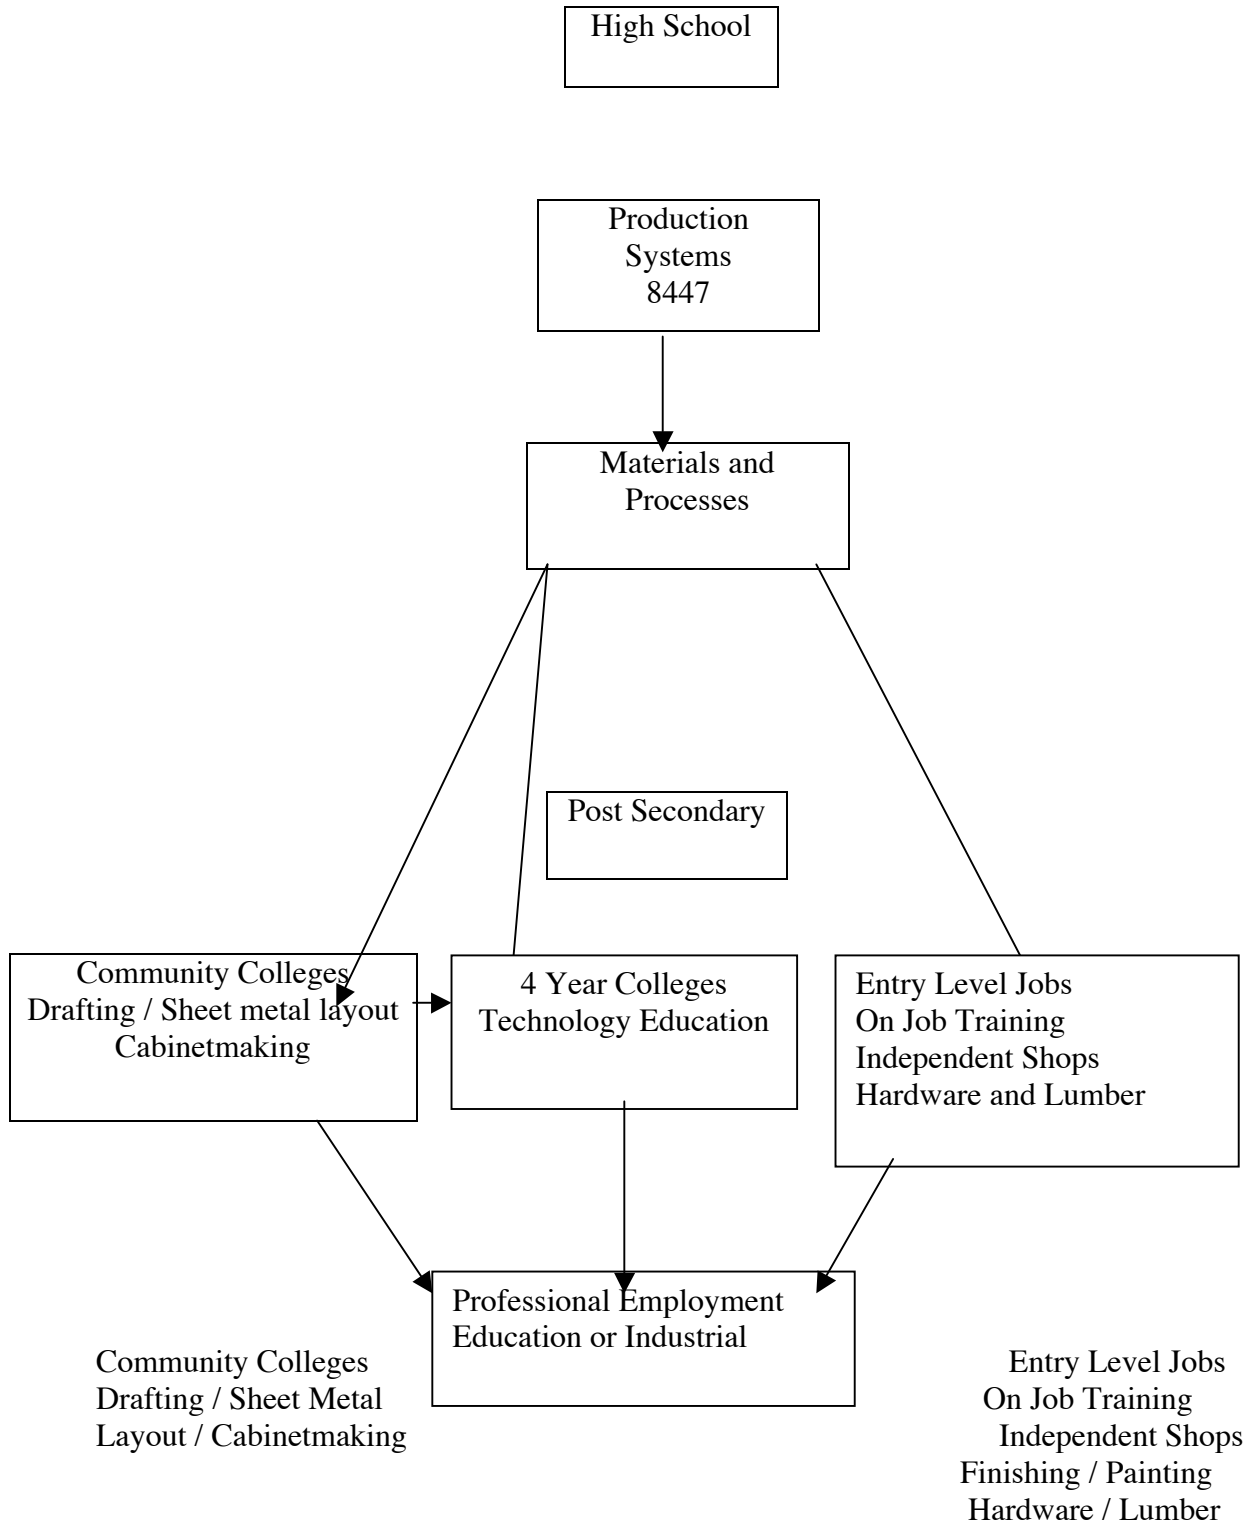 High School
Production
Systems
8447
Materials and
Processes
Post Secondary
Community Colleges
Drafting / Sheet metal layout
Cabinetmaking
4 Year Colleges
Technology Education
Entry Level Jobs
On Job Training
Independent Shops
Hardware and Lumber
Professional Employment
Education or Industrial
Community Colleges
Drafting / Sheet Metal
Layout / Cabinetmaking
Entry Level Jobs
On Job Training
Independent Shops
Finishing / Painting
Hardware / Lumber